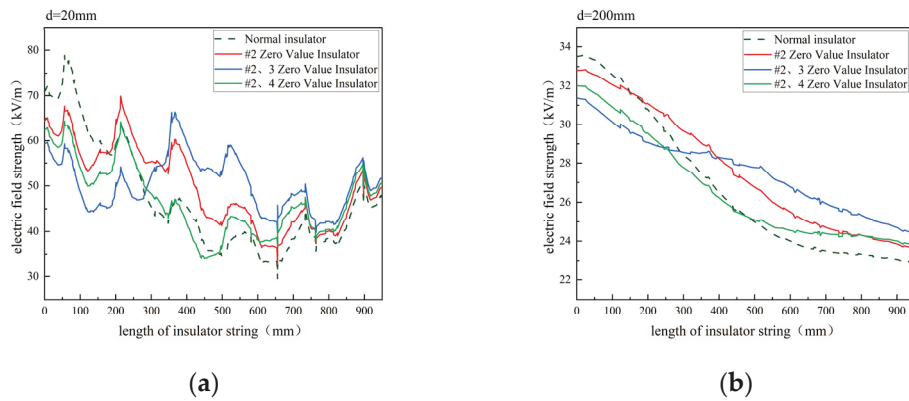 d=20mm
Normal insulator
#2 Zero Value Insulator
#2、3 Zero Value Insulator
#2、4 Zero Value Insulator
electric field strength（kV/m）
80
70
60
50
40
30
0 100 200 300 400 500 600 700 800 900
length of insulator string（mm）
(a)
d=200mm
Normal insulator
#2 Zero Value Insulator
#2、3 Zero Value Insulator
#2、4 Zero Value Insulator
electric field strength（kV/m）
34
32
30
28
26
24
22
0 100 200 300 400 500 600 700 800 900
length of insulator string（mm）
(b)